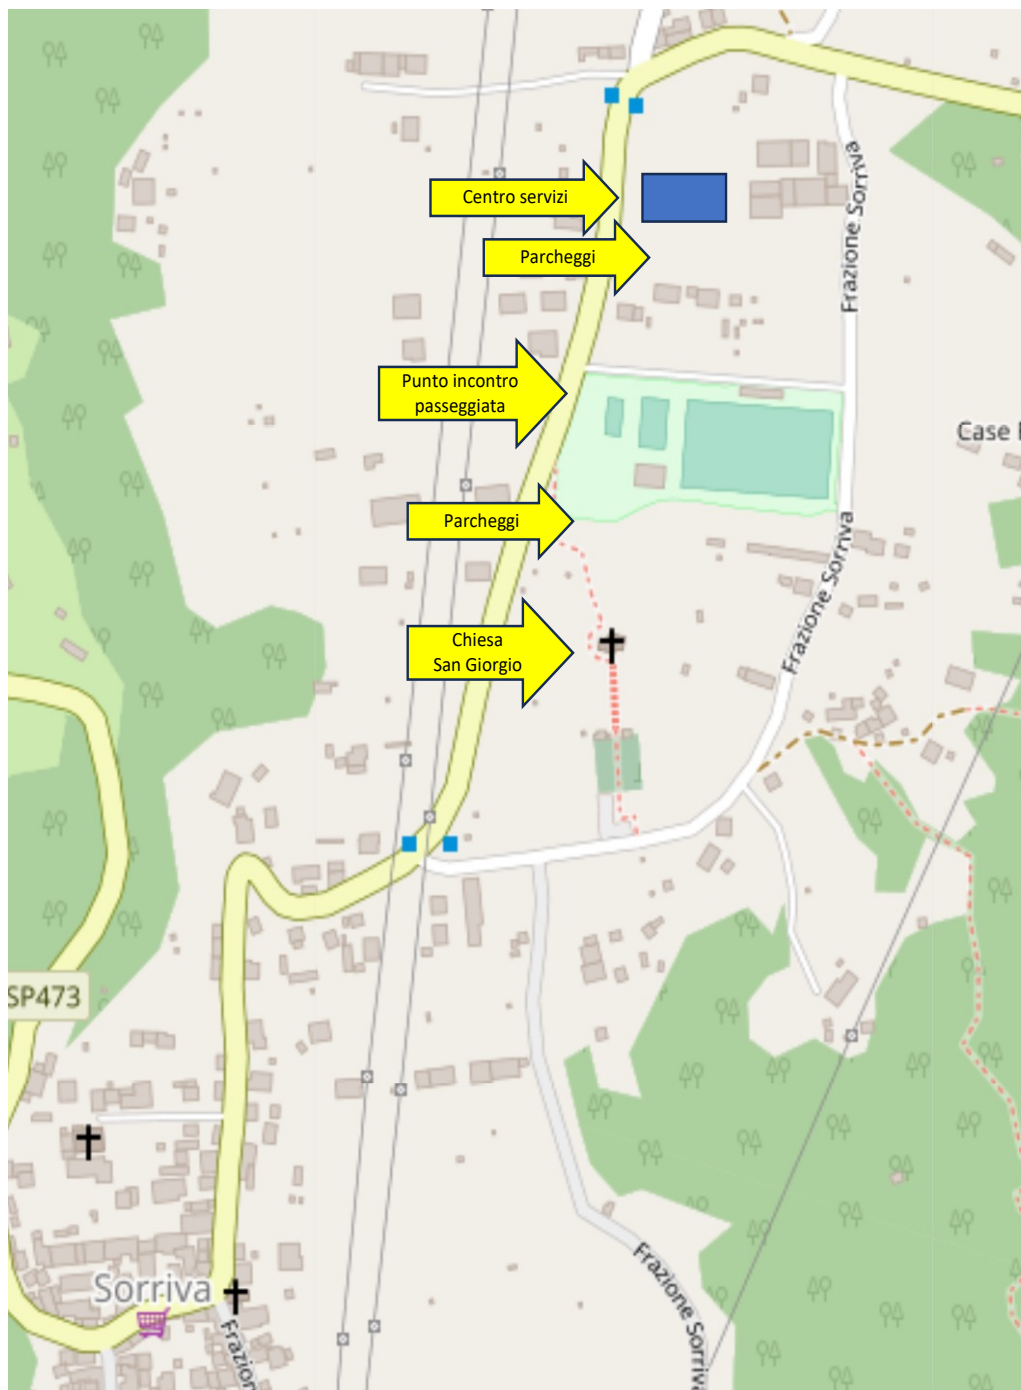 Centro servizi
Frazione Sorriva
Parcheggi
Punto incontro
passeggiata
Case
Parcheggi
Frazione Sorriva
Chiesa
San Giorgio
SP473
Sorriva
Frazione Sorriva